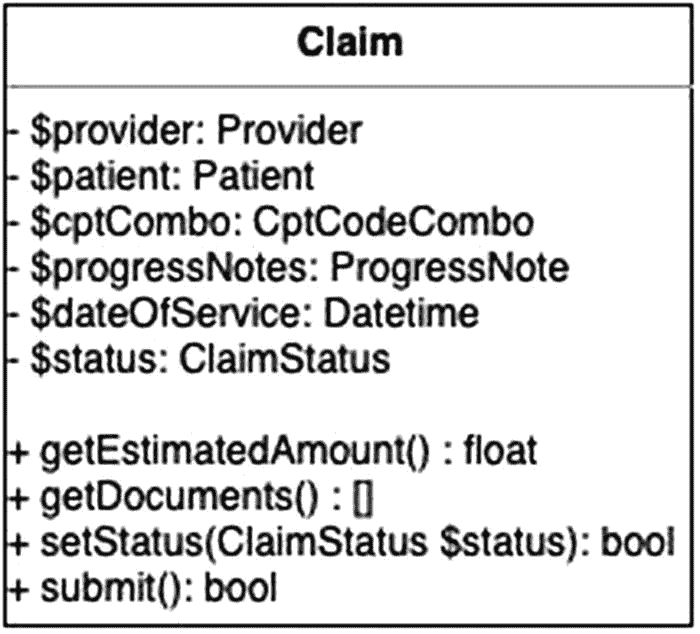 Claim
- $provider: Provider
- $patient: Patient
- $cptCombo: CptCodeCombo
- $progressNotes: ProgressNote
- $dateOfService: Datetime
- $status: ClaimStatus
+ getEstimatedAmount() : float
+ getDocuments() : []
+ setStatus(ClaimStatus $status): bool
+ submit(): bool